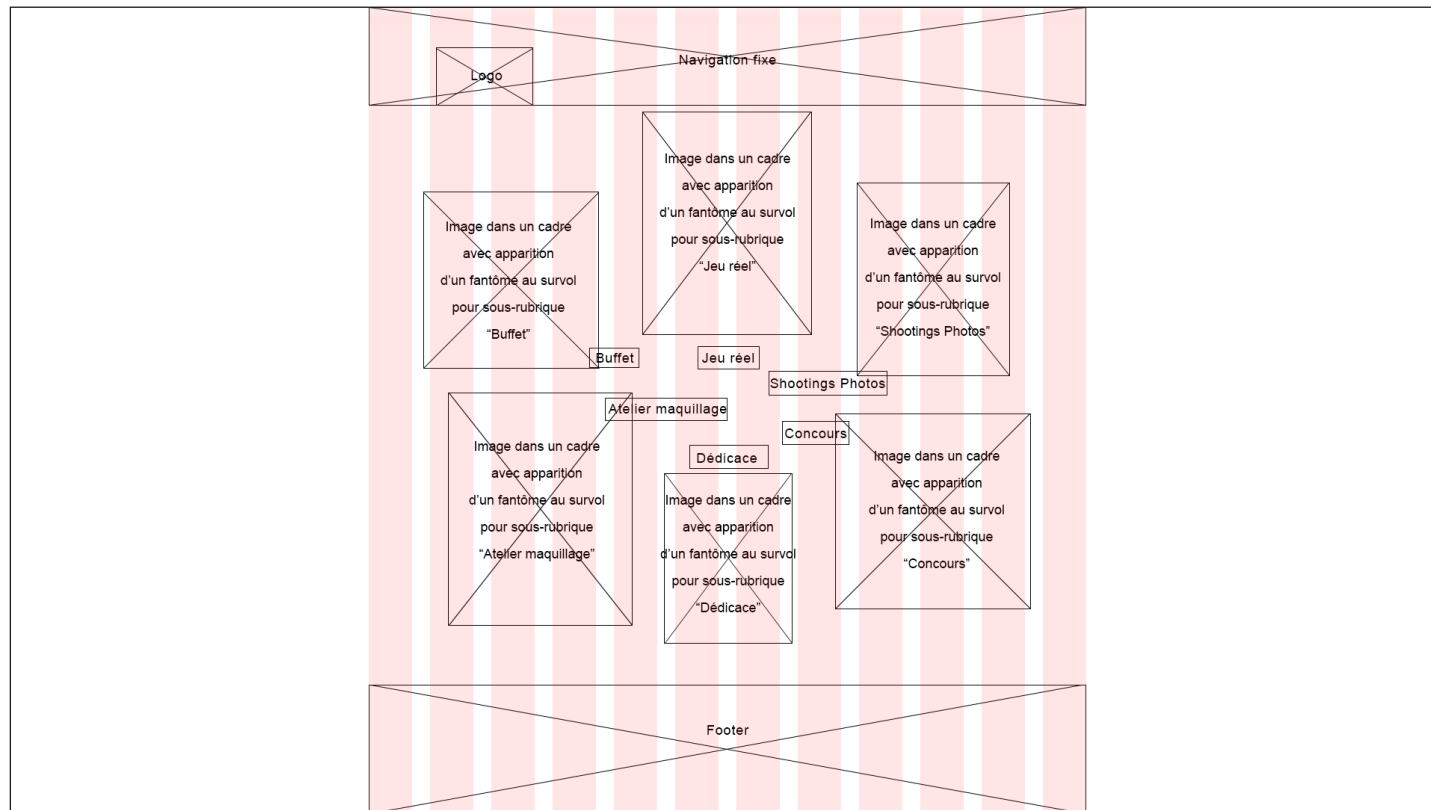 Navigation fixe
Logo
Image dans un cadre
avec apparition
d'un fantôme au survol
pour sous-rubrique
“Jeu réel”
Image dans un cadre
avec apparition
d'un fantôme au survol
pour sous-rubrique
“Buffet”
Image dans un cadre
avec apparition
d'un fantôme au survol
pour sous-rubrique
“Shootings Photos”
Buffet
Jeu réel
Shootings Photos
Atelier maquillage
Concours
Dédicace
Image dans un cadre
avec apparition
d'un fantôme au survol
pour sous-rubrique
“Atelier maquillage”
Image dans un cadre
avec apparition
d'un fantôme au survol
pour sous-rubrique
“Dédicace”
Image dans un cadre
avec apparition
d'un fantôme au survol
pour sous-rubrique
“Concours”
Footer